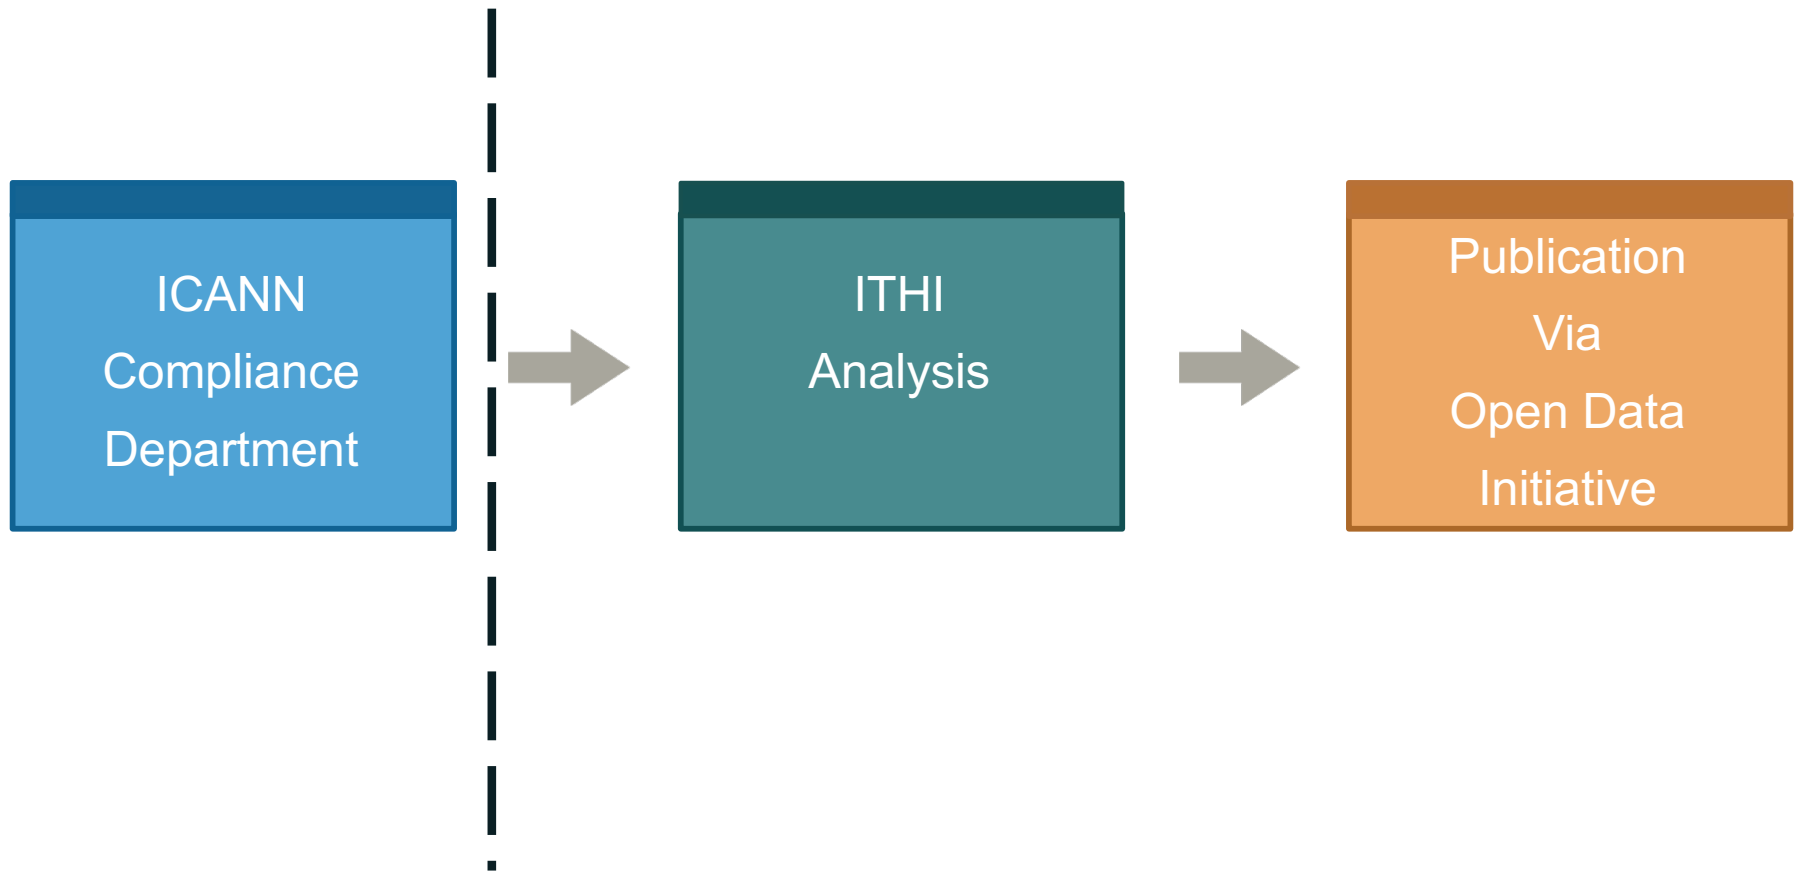 ICANN
Compliance
Department
ITHI
Analysis
Publication
Via
Open Data
Initiative